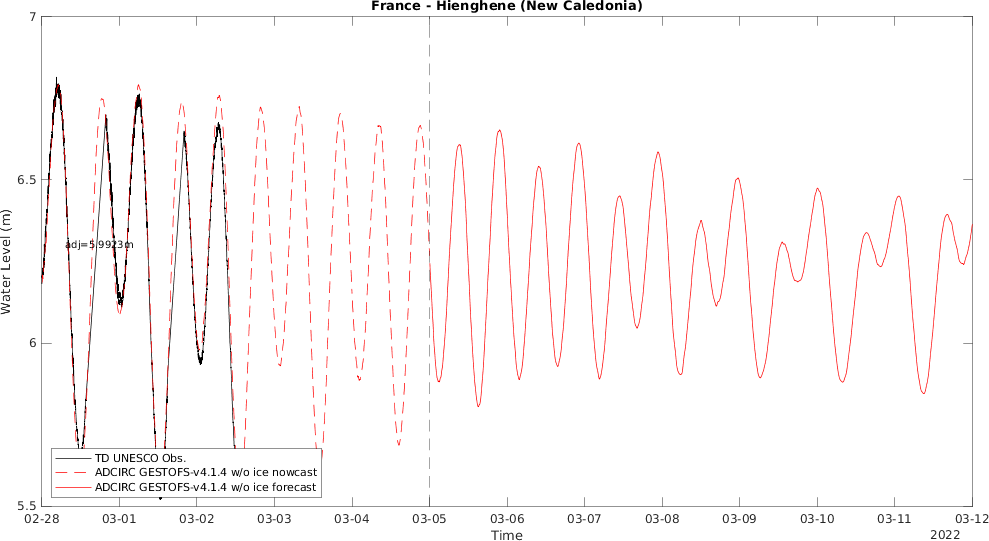 France - Hienghene (New Caledonia)
7
6.5
6
5.5
Water Level (m)
adj=5.9923m
TD UNESCO Obs.
ADCIRC GESTOFS-v4.1.4 w/o ice nowcast
ADCIRC GESTOFS-v4.1.4 w/o ice forecast
02-28 03-01 03-02 03-03 03-04 03-05 03-06 03-07 03-08 03-09 03-10 03-11 03-12
Time
2022